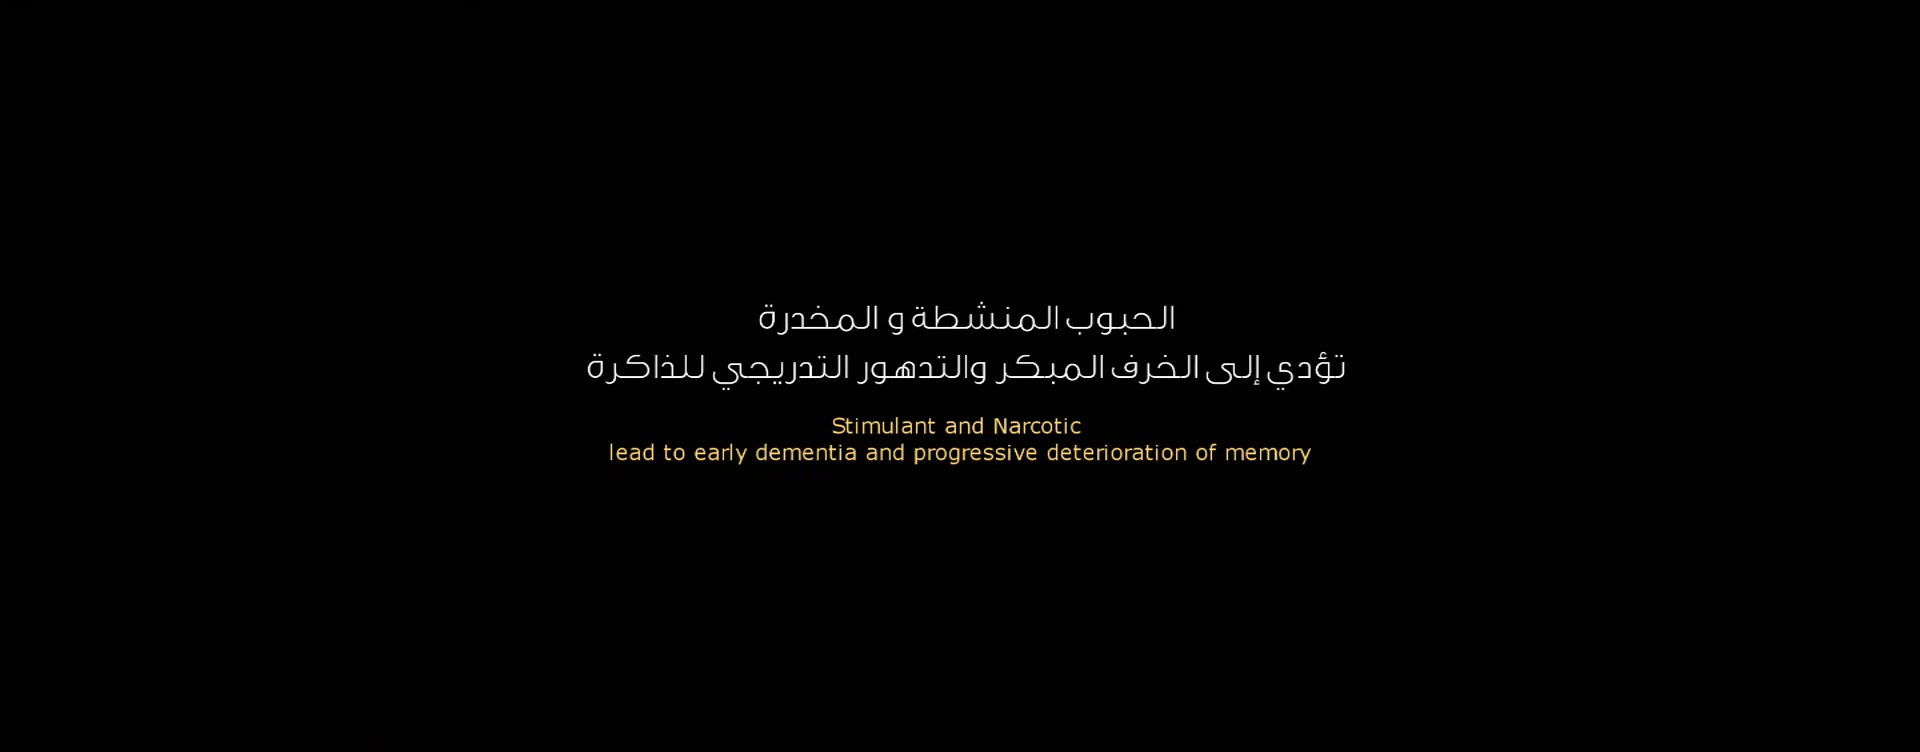 الحبوب المنشطة و المخدرة
تؤدي إلى الخرف المبكر والتدهور التدريجي للذاكرة
Stimulant and Narcotic
lead to early dementia and progressive deterioration of memory